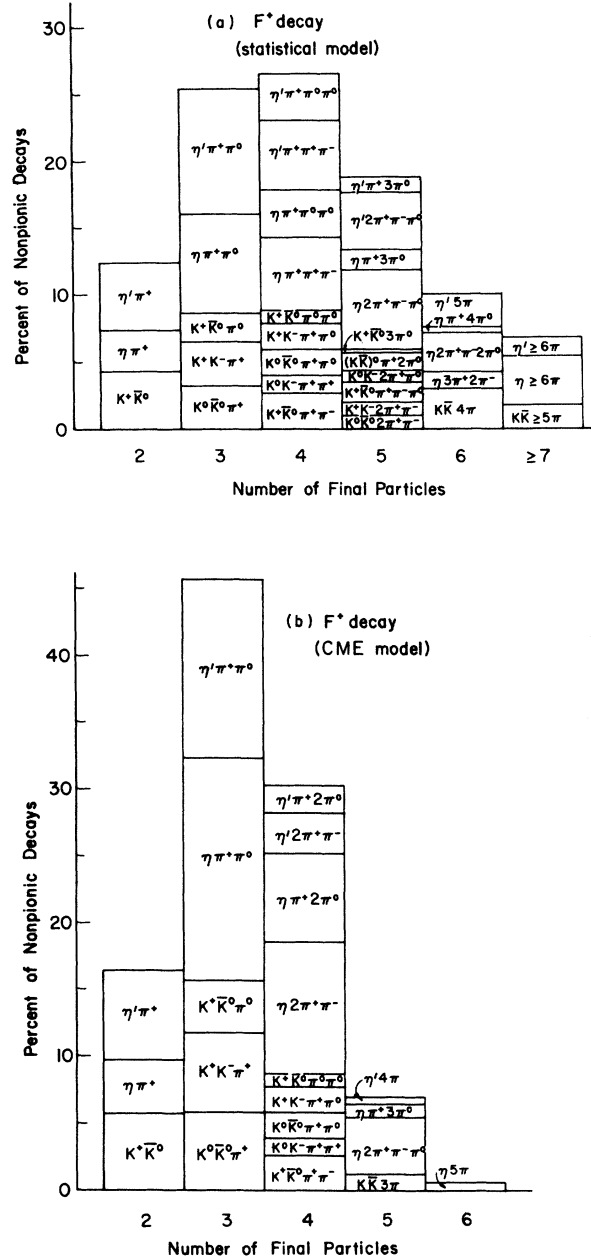 (a) F⁺ decay
(statistical model)
Percent of Nonpionic Decays
30
20
10
0
η′π⁺
ηπ⁺
K⁺K̅⁰
η′π⁺π⁰
ηπ⁺π⁰
K⁺K̅⁰π⁰
K⁺K⁻π⁺
K⁰K̅⁰π⁺
η′π⁺π⁰π⁰
η′π⁺π⁺π⁻
ηπ⁺π⁰π⁰
ηπ⁺π⁺π⁻
K⁺K̅⁰π⁰π⁰
K⁺K⁻π⁺π⁰
K⁰K̅⁰π⁺π⁰
K⁰K⁻π⁺π⁺
K⁺K̅⁰π⁺π⁻
η′π⁺3π⁰
η′2π⁺π⁻π⁰
ηπ⁺3π⁰
η2π⁺π⁻π⁰
K⁺K̅⁰3π⁰
(KK̅)⁰π⁺2π⁰
K⁰K⁻2π⁺π⁰
K⁺K̅⁰π⁺π⁻π⁰
K⁺K⁻2π⁺π⁻
K⁰K̅⁰2π⁺π⁻
η′5π
ηπ⁺4π⁰
η2π⁺π⁻2π⁰
η3π⁺2π⁻
KK̅4π
η′≥6π
η≥6π
KK̅≥5π
2 3 4 5 6 ≥7
Number of Final Particles
(b) F⁺ decay
(CME model)
Percent of Nonpionic Decays
40
30
20
10
0
η′π⁺
ηπ⁺
K⁺K̅⁰
η′π⁺π⁰
ηπ⁺π⁰
K⁺K̅⁰π⁰
K⁺K⁻π⁺
K⁰K̅⁰π⁺
η′π⁺2π⁰
η′2π⁺π⁻
ηπ⁺2π⁰
η2π⁺π⁻
K⁺K̅⁰π⁰π⁰
K⁺K⁻π⁺π⁰
K⁰K̅⁰π⁺π⁰
K⁰K⁻π⁺π⁺
K⁺K̅⁰π⁺π⁻
η′4π
ηπ⁺3π⁰
η2π⁺π⁻π⁰
KK̅3π
η5π
2 3 4 5 6
Number of Final Particles